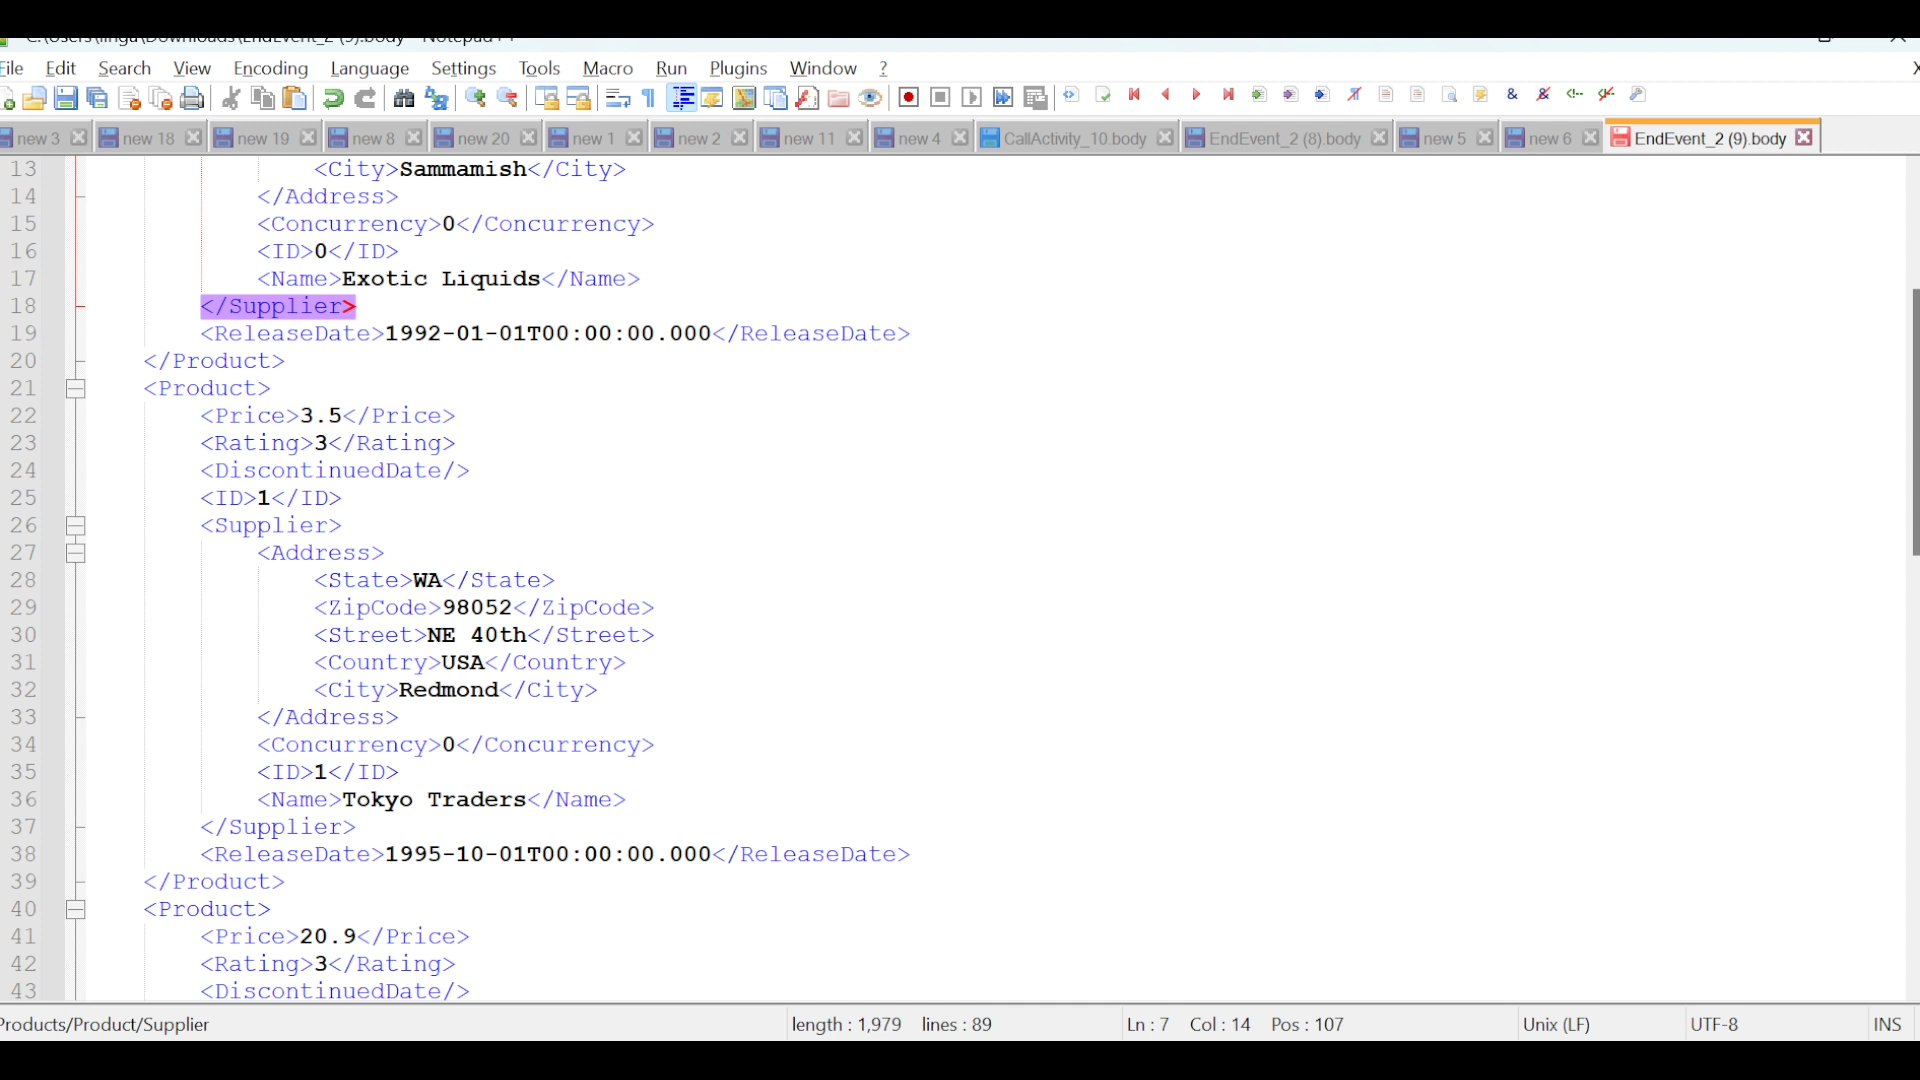 C:\Users\linga\Downloads\EndEvent_2 (9).body - Notepad++
File Edit Search View Encoding Language Settings Tools Macro Run Plugins Window ?
new 3 new 18 new 19 new 8 new 20 new 1 new 2 new 11 new 4 CallActivity_10.body EndEvent_2 (8).body new 5 new 6 EndEvent_2 (9).body
13 <City>Sammamish</City>
14 </Address>
15 <Concurrency>0</Concurrency>
16 <ID>0</ID>
17 <Name>Exotic Liquids</Name>
18 </Supplier>
19 <ReleaseDate>1992-01-01T00:00:00.000</ReleaseDate>
20 </Product>
21 <Product>
22 <Price>3.5</Price>
23 <Rating>3</Rating>
24 <DiscontinuedDate/>
25 <ID>1</ID>
26 <Supplier>
27 <Address>
28 <State>WA</State>
29 <ZipCode>98052</ZipCode>
30 <Street>NE 40th</Street>
31 <Country>USA</Country>
32 <City>Redmond</City>
33 </Address>
34 <Concurrency>0</Concurrency>
35 <ID>1</ID>
36 <Name>Tokyo Traders</Name>
37 </Supplier>
38 <ReleaseDate>1995-10-01T00:00:00.000</ReleaseDate>
39 </Product>
40 <Product>
41 <Price>20.9</Price>
42 <Rating>3</Rating>
43 <DiscontinuedDate/>
Products/Product/Supplier length : 1,979 lines : 89 Ln : 7 Col : 14 Pos : 107 Unix (LF) UTF-8 INS